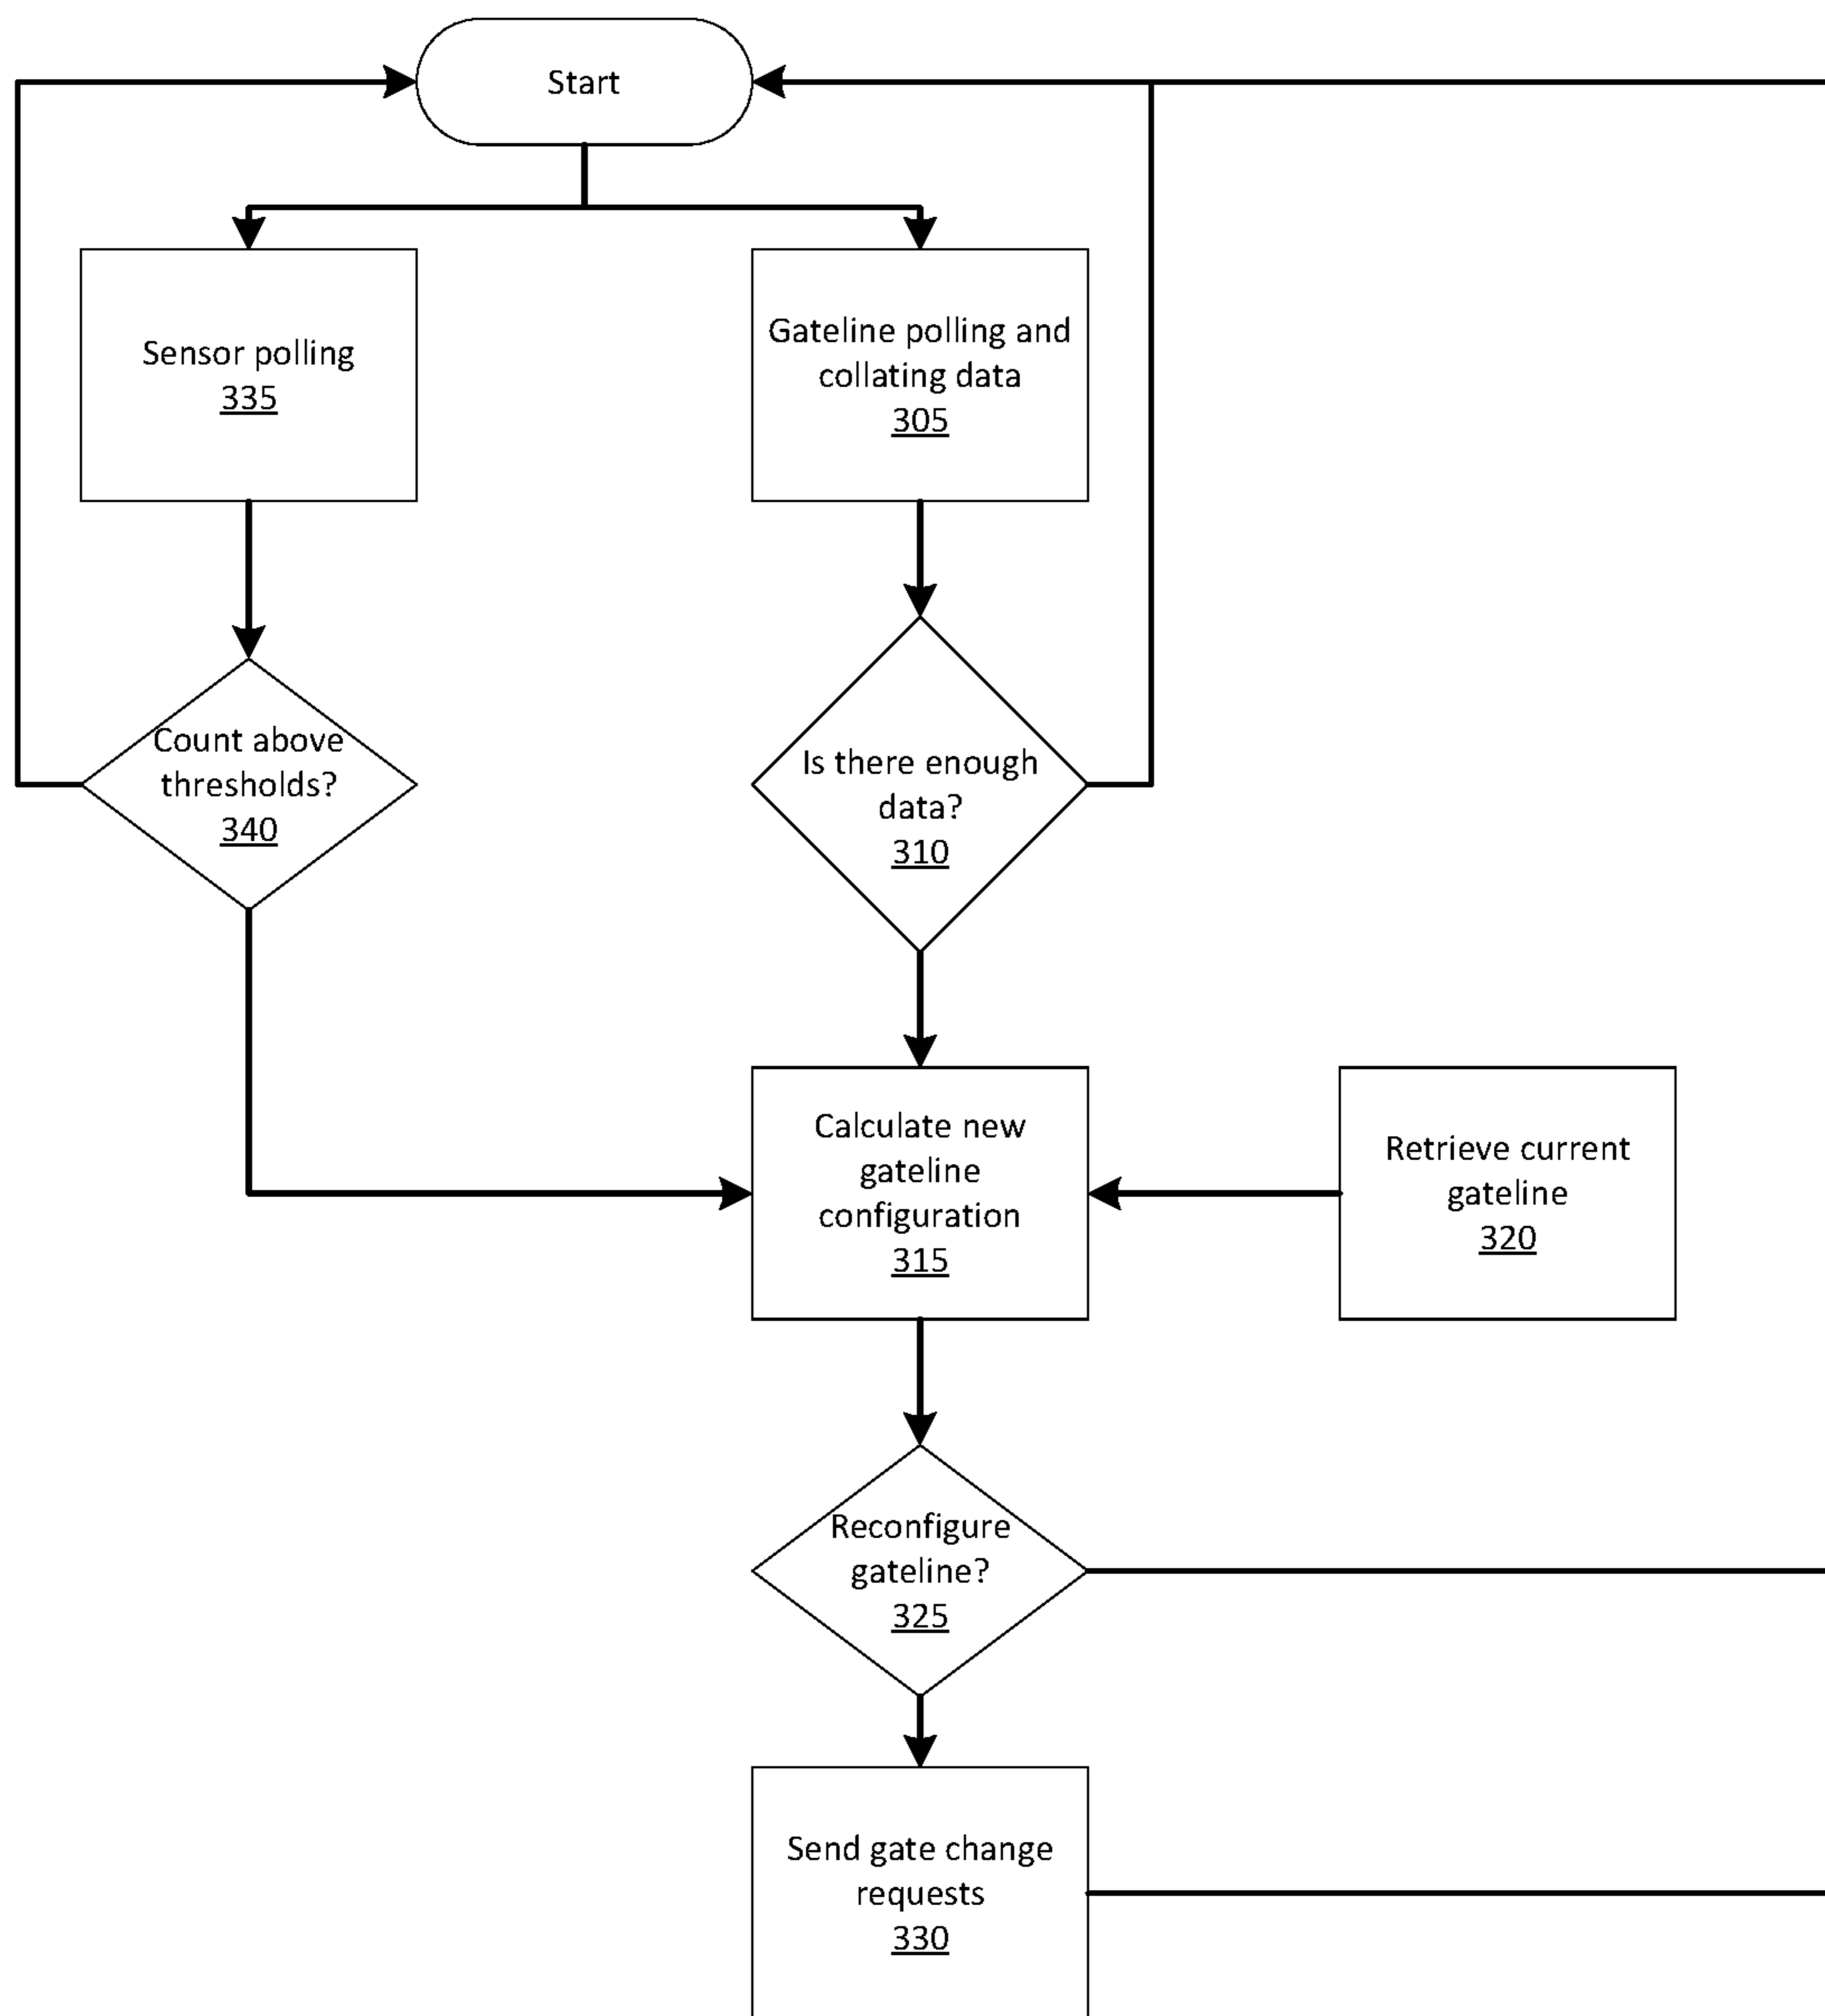 Start
Sensor polling
335
Gateline polling and
collating data
305
Count above
thresholds?
340
Is there enough
data?
310
Calculate new
gateline
configuration
315
Retrieve current
gateline
320
Reconfigure
gateline?
325
Send gate change
requests
330